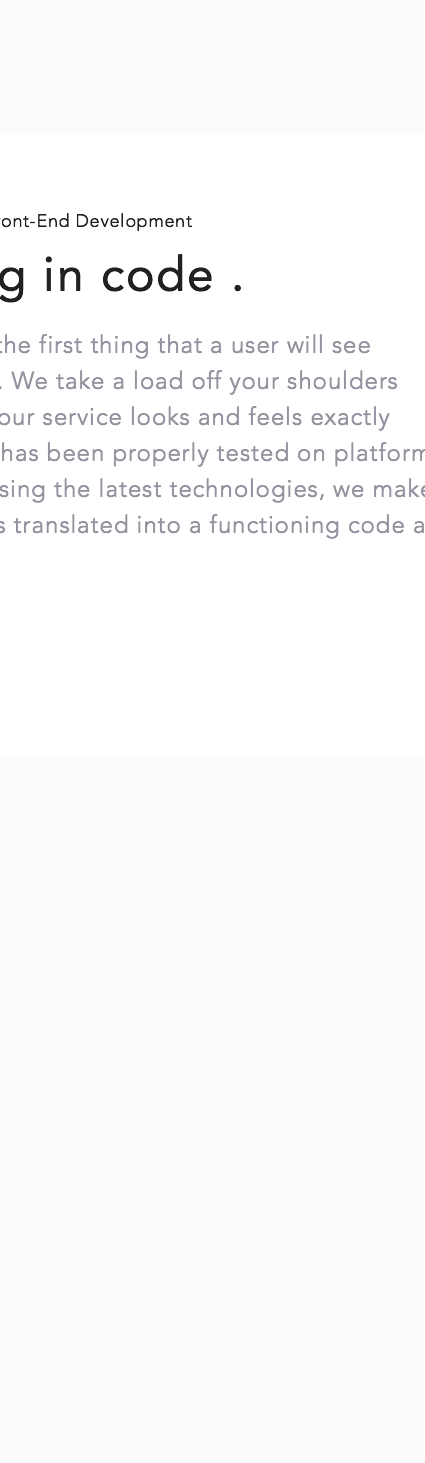 ont-End Development
g in code .
the first thing that a user will see
. We take a load off your shoulders
our service looks and feels exactly
has been properly tested on platform
sing the latest technologies, we make
s translated into a functioning code a